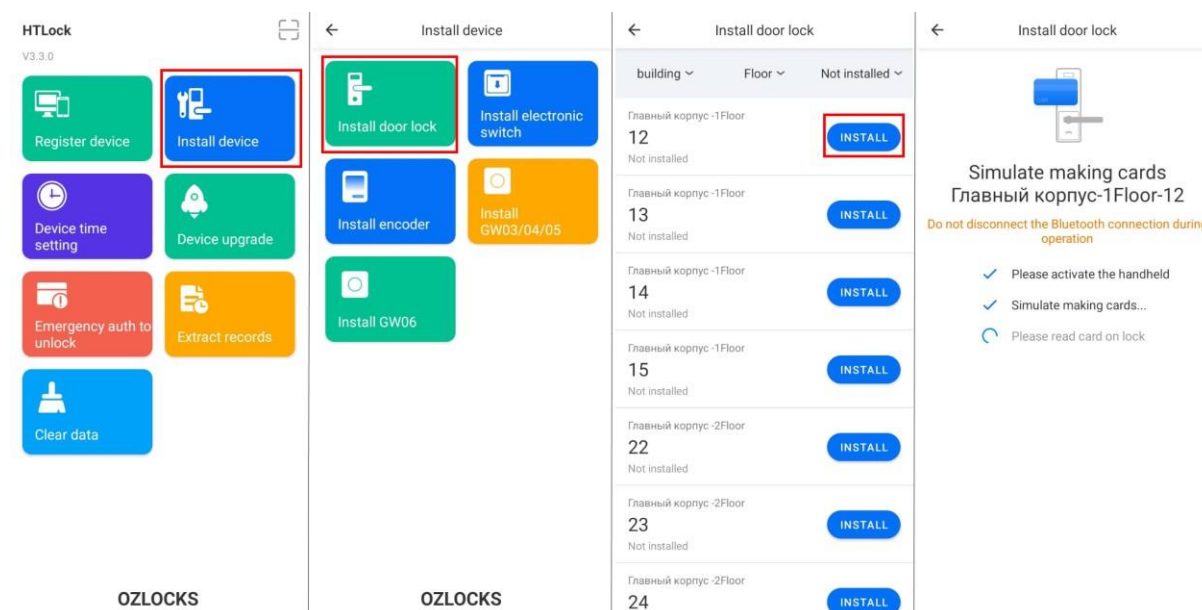 HTLock
V3.3.0
Register device
Install device
Device time
setting
Device upgrade
Emergency auth to
unlock
Extract records
Clear data
OZLOCKS
Install device
Install door lock
Install electronic
switch
Install encoder
Install
GW03/04/05
Install GW06
OZLOCKS
Install door lock
building Floor Not installed
Главный корпус -1Floor
12
Not installed
INSTALL
Главный корпус -1Floor
13
Not installed
INSTALL
Главный корпус -1Floor
14
Not installed
INSTALL
Главный корпус -1Floor
15
Not installed
INSTALL
Главный корпус -2Floor
22
Not installed
INSTALL
Главный корпус -2Floor
23
Not installed
INSTALL
Главный корпус -2Floor
24
INSTALL
Install door lock
Simulate making cards
Главный корпус-1Floor-12
Do not disconnect the Bluetooth connection during
operation
Please activate the handheld
Simulate making cards...
Please read card on lock